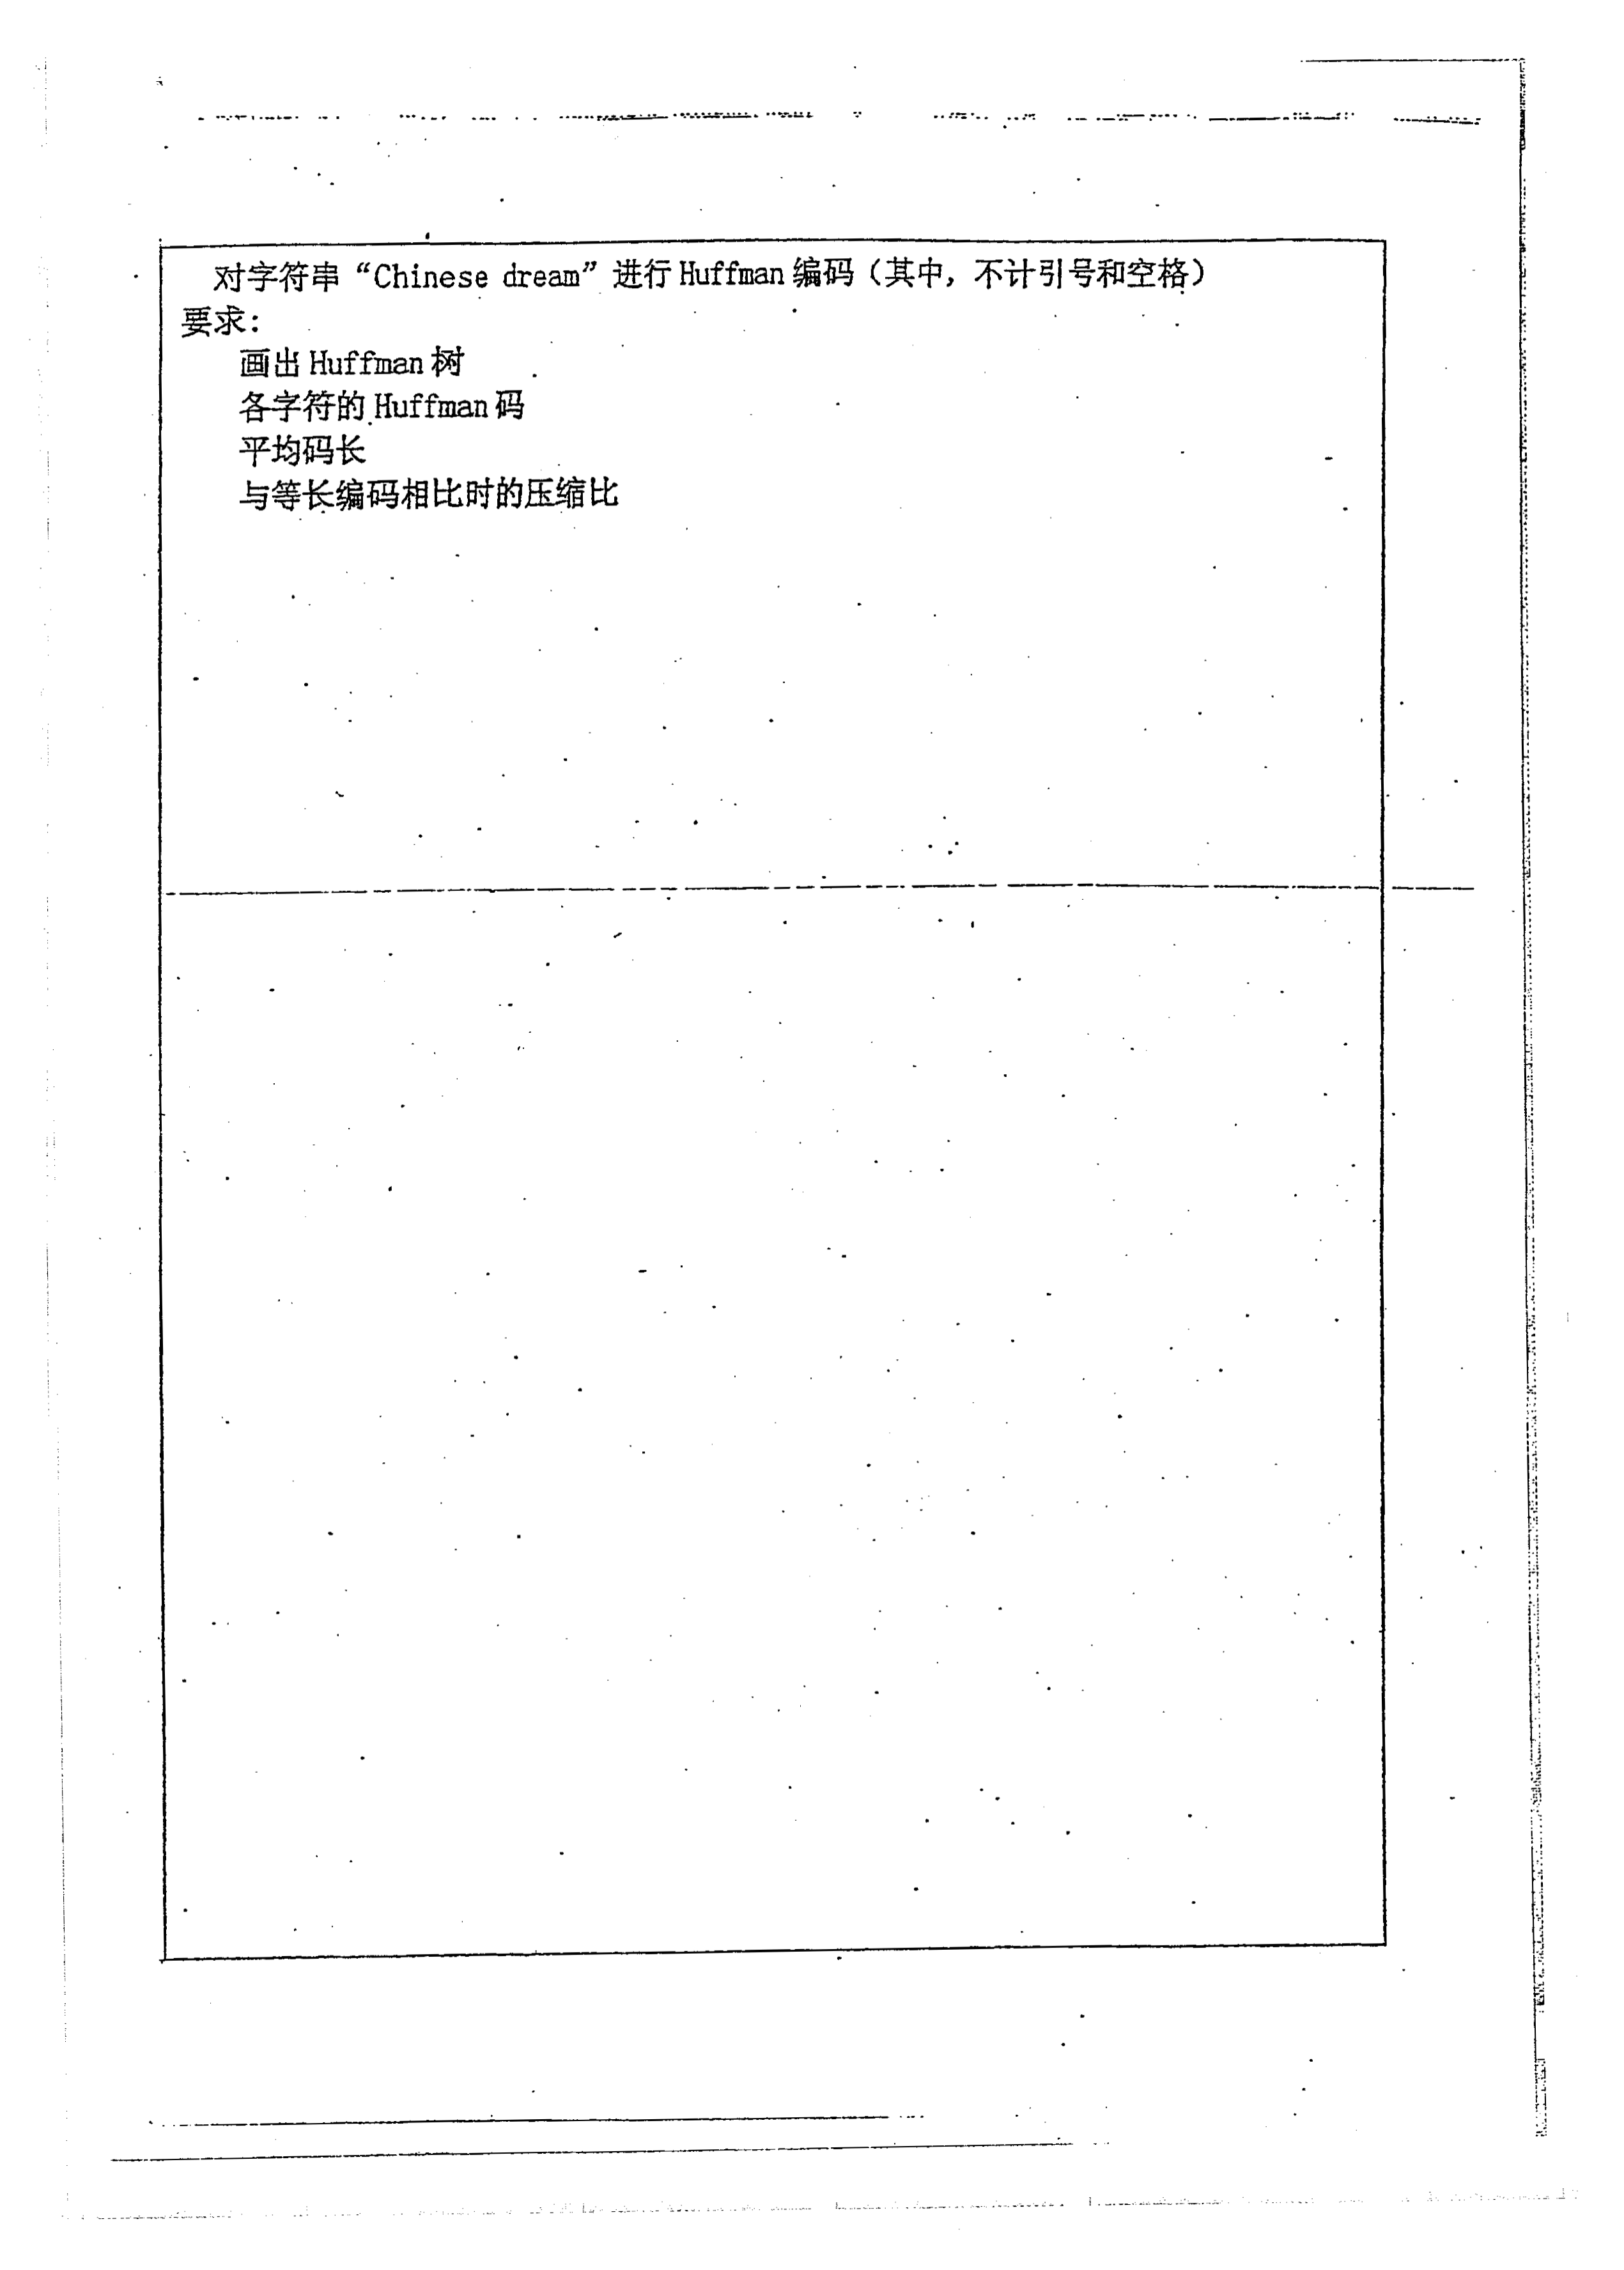 对字符串“Chinese dream”进行Huffman编码（其中，不计引号和空格）
要求：
画出Huffman树
各字符的Huffman码
平均码长
与等长编码相比时的压缩比